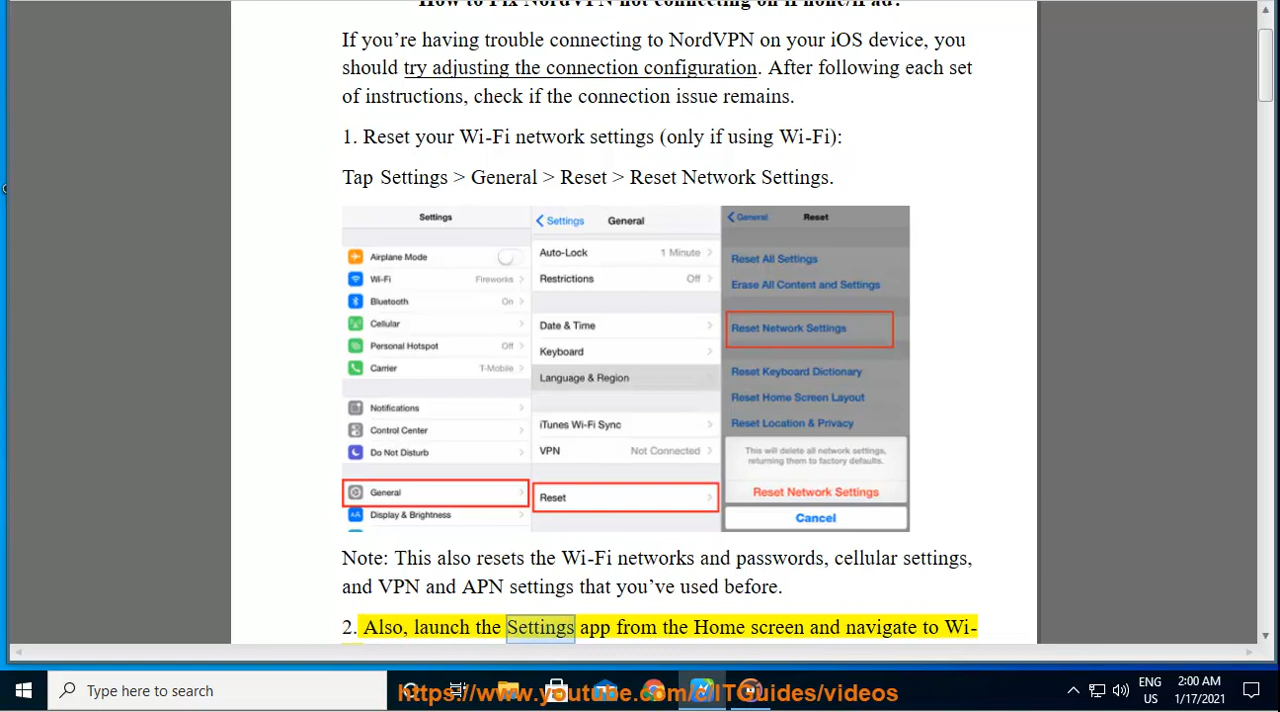 How to Fix NordVPN not connecting on iPhone/iPad?
If you’re having trouble connecting to NordVPN on your iOS device, you
should try adjusting the connection configuration. After following each set
of instructions, check if the connection issue remains.
1. Reset your Wi-Fi network settings (only if using Wi-Fi):
Tap Settings > General > Reset > Reset Network Settings.
Settings
Airplane Mode
Wi-Fi Fireworks
Bluetooth On
Cellular
Personal Hotspot Off
Carrier T-Mobile
Notifications
Control Center
Do Not Disturb
General
Display & Brightness
Settings General
Auto-Lock 1 Minute
Restrictions Off
Date & Time
Keyboard
Language & Region
iTunes Wi-Fi Sync
VPN Not Connected
Reset
General Reset
Reset All Settings
Erase All Content and Settings
Reset Network Settings
Reset Keyboard Dictionary
Reset Home Screen Layout
Reset Location & Privacy
This will delete all network settings,
returning them to factory defaults.
Reset Network Settings
Cancel
Note: This also resets the Wi-Fi networks and passwords, cellular settings,
and VPN and APN settings that you’ve used before.
2. Also, launch the Settings app from the Home screen and navigate to Wi-
Type here to search
https://www.youtube.com/c/ITGuides/videos
ENG
US
2:00 AM
1/17/2021